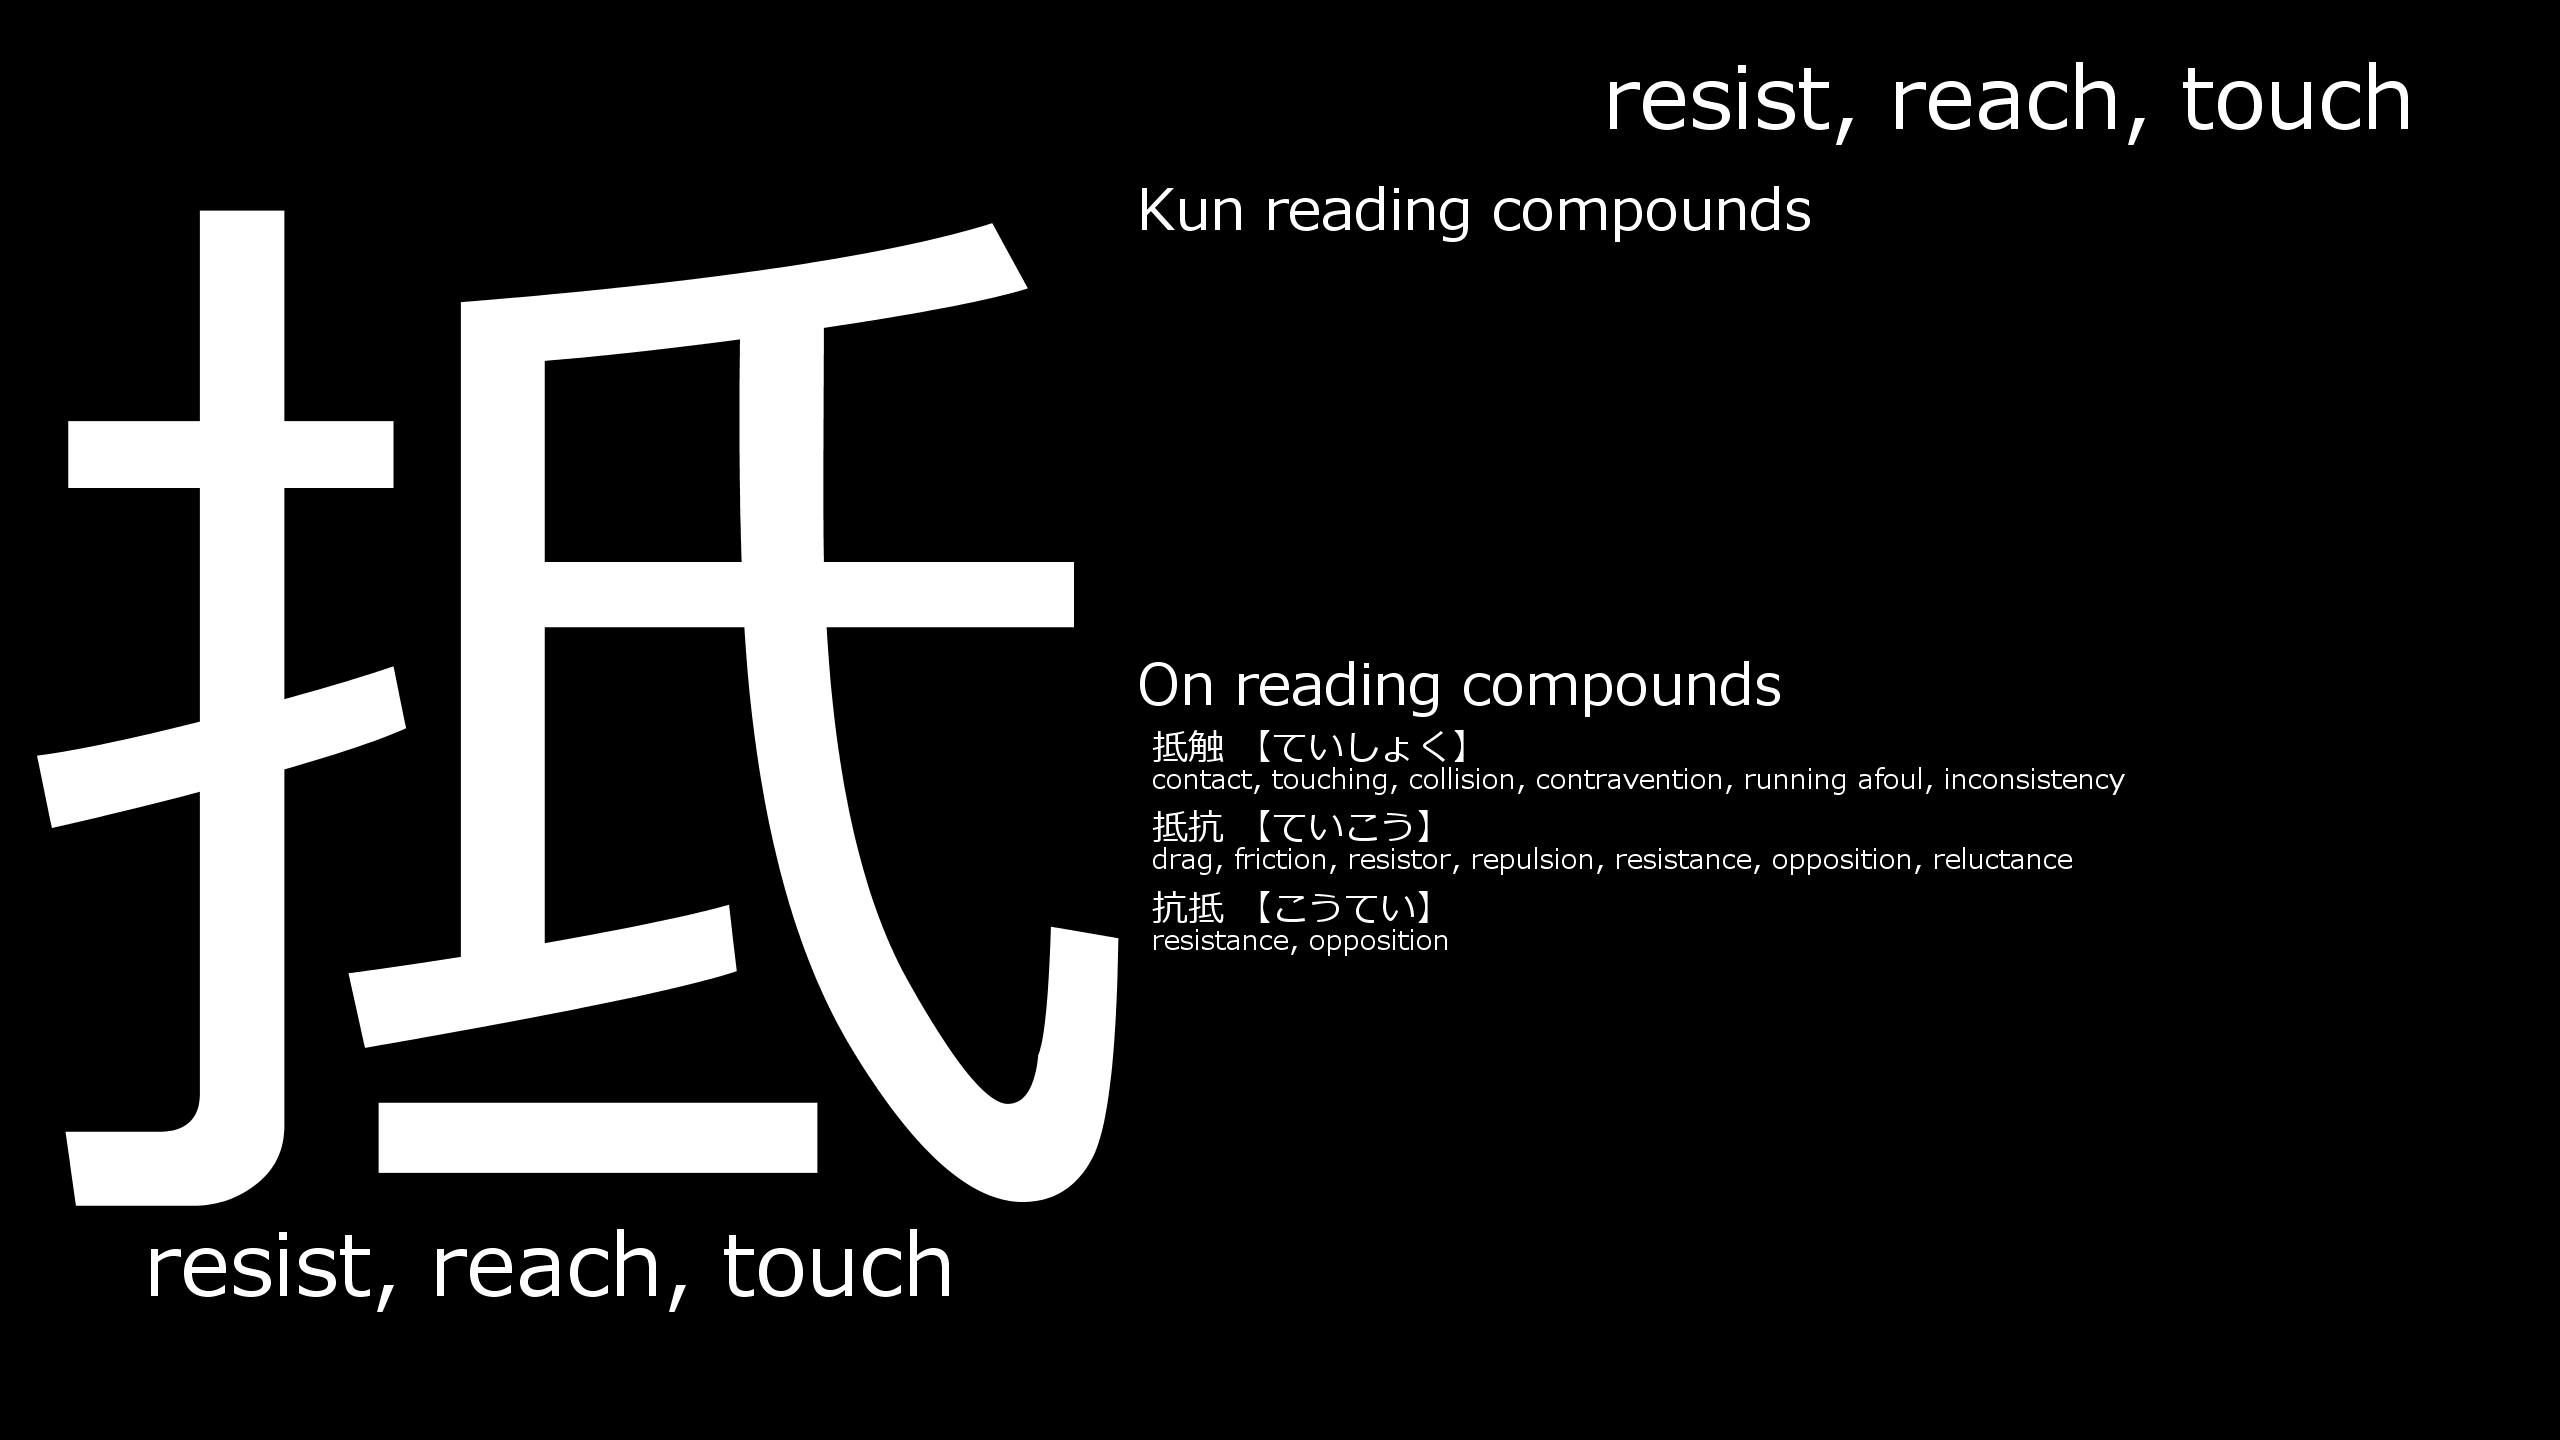 抵
resist, reach, touch
resist, reach, touch
Kun reading compounds
On reading compounds
抵触 【ていしょく】
contact, touching, collision, contravention, running afoul, inconsistency
抵抗 【ていこう】
drag, friction, resistor, repulsion, resistance, opposition, reluctance
抗抵 【こうてい】
resistance, opposition